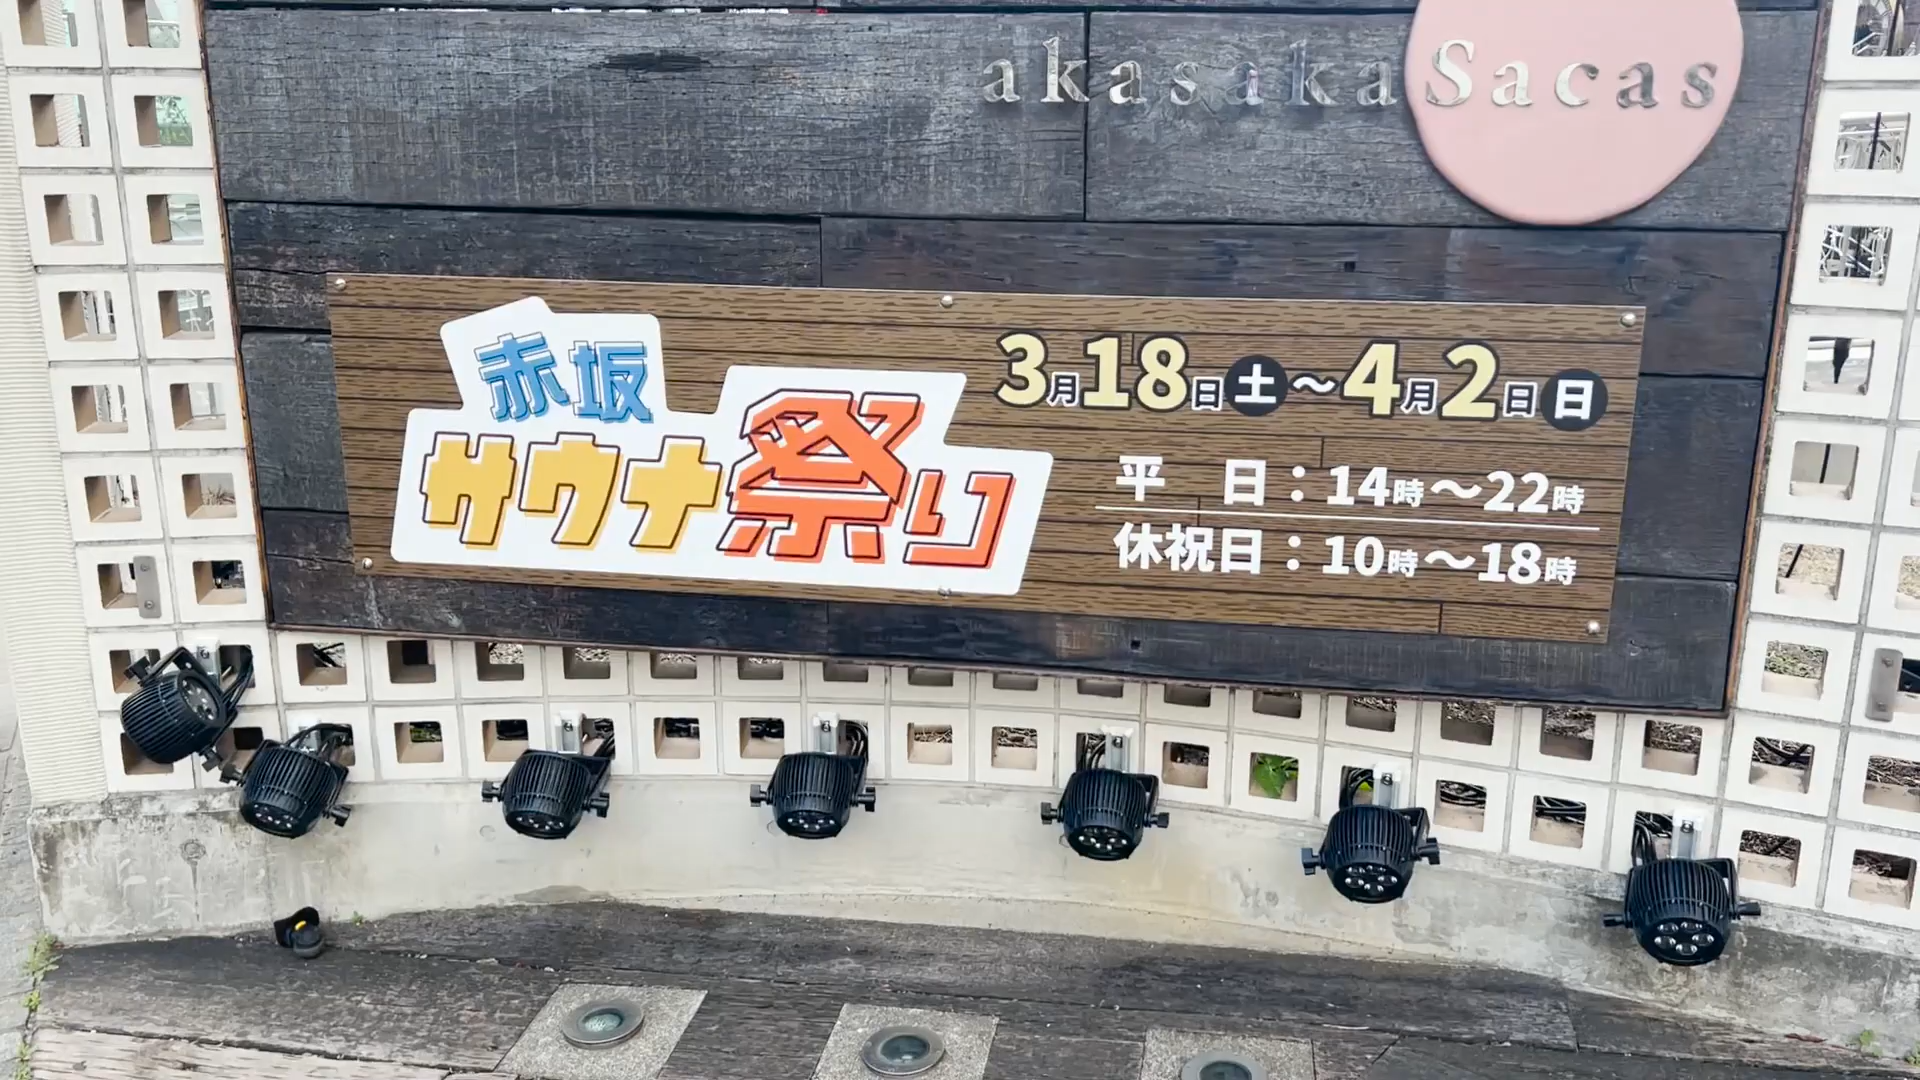 akasaka Sacas
赤坂
サウナ祭り
3月18日土～4月2日日
平　日：14時～22時
休祝日：10時～18時